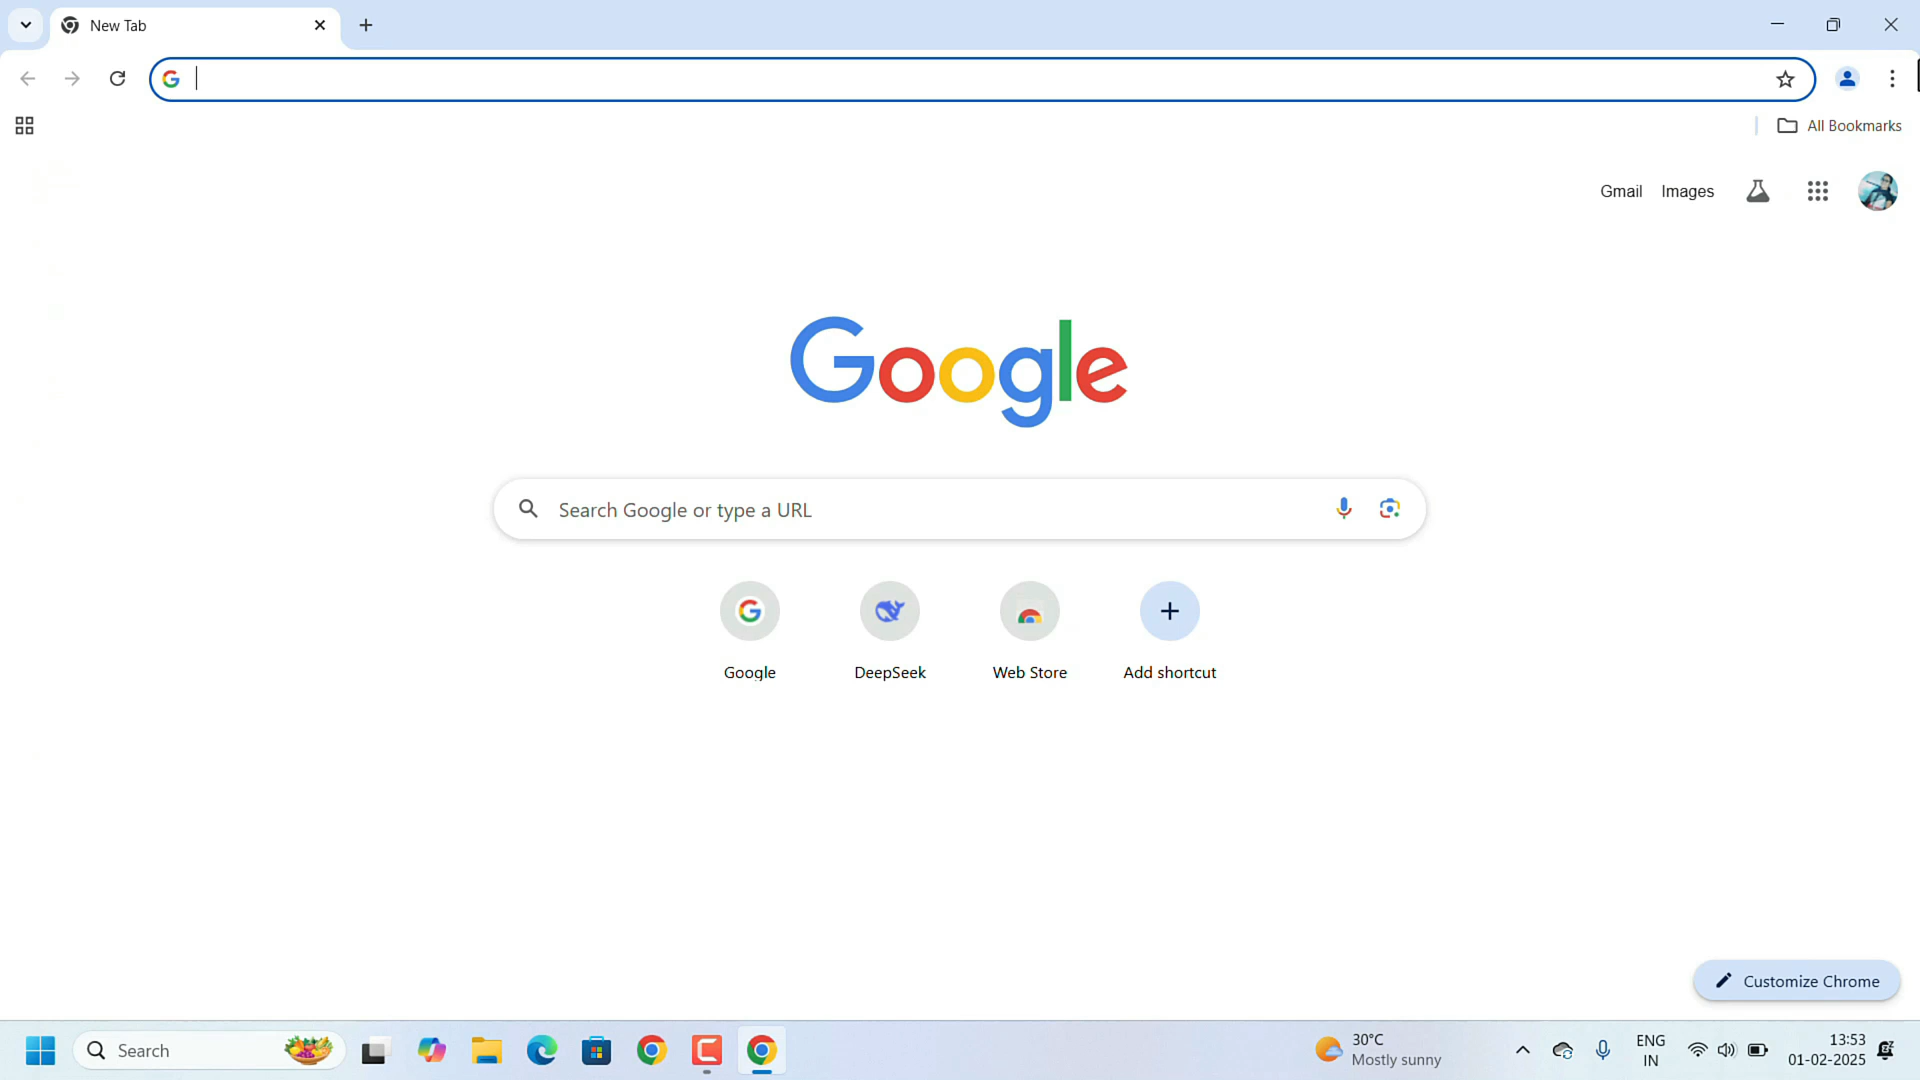 New Tab
All Bookmarks
Gmail Images
Google
Search Google or type a URL
Google DeepSeek Web Store Add shortcut
Customize Chrome
Search
30°C
Mostly sunny
ENG
IN
13:53
01-02-2025